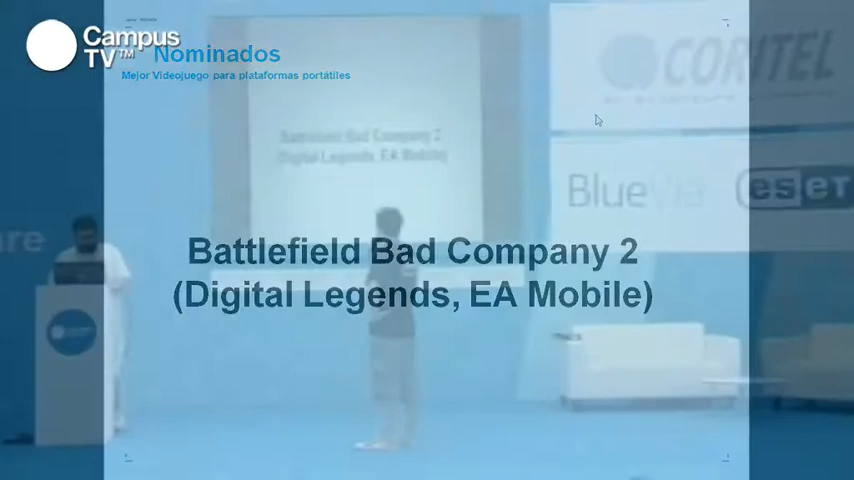 Campus
TV™
Nominados
Mejor Videojuego para plataformas portátiles
CORITEL
Battlefield Bad Company 2
(Digital Legends, EA Mobile)
BlueVia
eseT
Battlefield Bad Company 2
(Digital Legends, EA Mobile)